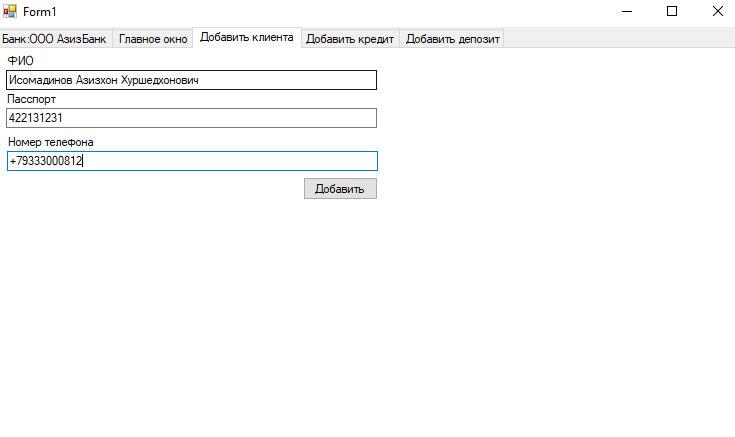 Form1
Банк:ООО АзизБанк Главное окно Добавить клиента Добавить кредит Добавить депозит
ФИО
Исомадинов Азизхон Хуршедхонович
Пасспорт
422131231
Номер телефона
+79333000812
Добавить